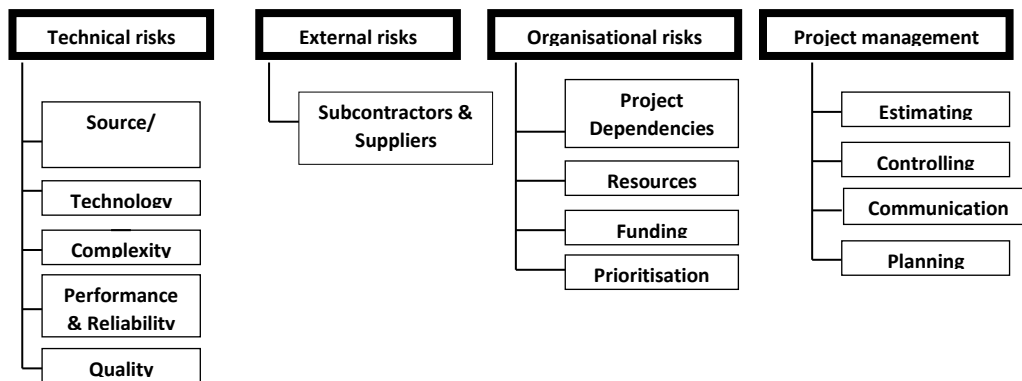 Technical risks
Source/
Technology
Complexity
Performance
& Reliability
Quality
External risks
Subcontractors &
Suppliers
Organisational risks
Project
Dependencies
Resources
Funding
Prioritisation
Project management
Estimating
Controlling
Communication
Planning